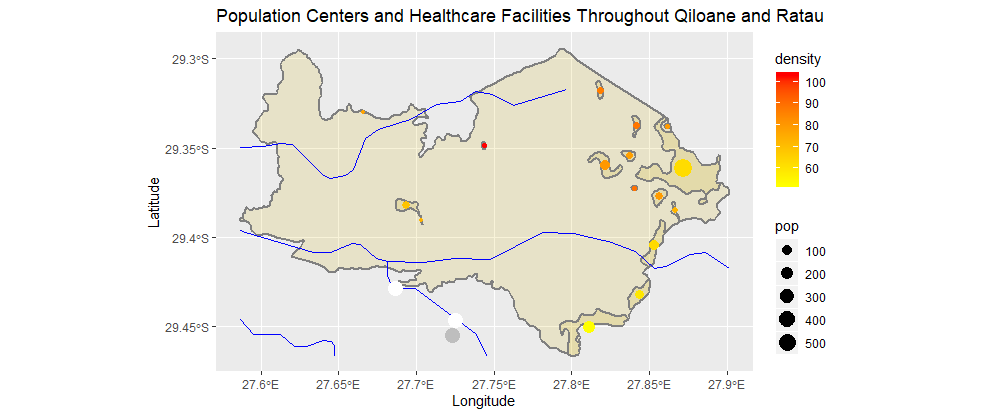 Population Centers and Healthcare Facilities Throughout Qiloane and Ratau
29.3°S
29.35°S
29.4°S
29.45°S
Latitude
27.6°E
27.65°E
27.7°E
27.75°E
27.8°E
27.85°E
27.9°E
Longitude
density
100
90
80
70
60
pop
100
200
300
400
500